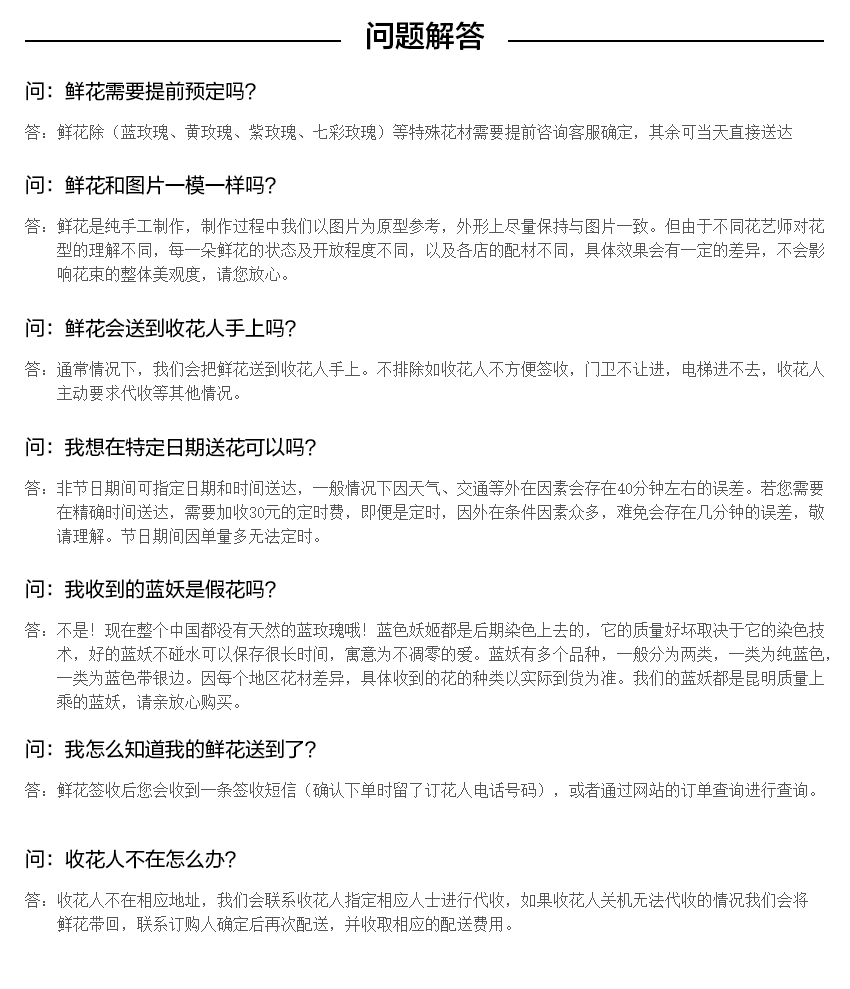 问题解答
问：鲜花需要提前预定吗?
答：鲜花除（蓝玫瑰、黄玫瑰、紫玫瑰、七彩玫瑰）等特殊花材需要提前咨询客服确定，其余可当天直接送达
问：鲜花和图片一模一样吗?
答：鲜花是纯手工制作，制作过程中我们以图片为原型参考，外形上尽量保持与图片一致。但由于不同花艺师对花
型的理解不同，每一朵鲜花的状态及开放程度不同，以及各店的配材不同，具体效果会有一定的差异，不会影
响花束的整体美观度，请您放心。
问：鲜花会送到收花人手上吗?
答：通常情况下，我们会把鲜花送到收花人手上。不排除如收花人不方便签收，门卫不让进，电梯进不去，收花人
主动要求代收等其他情况。
问：我想在特定日期送花可以吗?
答：非节日期间可指定日期和时间送达，一般情况下因天气、交通等外在因素会存在40分钟左右的误差。若您需要
在精确时间送达，需要加收30元的定时费，即便是定时，因外在条件因素众多，难免会存在几分钟的误差，敬
请理解。节日期间因单量多无法定时。
问：我收到的蓝妖是假花吗?
答：不是！现在整个中国都没有天然的蓝玫瑰哦！蓝色妖姬都是后期染色上去的，它的质量好坏取决于它的染色技
术，好的蓝妖不碰水可以保存很长时间，寓意为不凋零的爱。蓝妖有多个品种，一般分为两类，一类为纯蓝色，
一类为蓝色带银边。因每个地区花材差异，具体收到的花的种类以实际到货为准。我们的蓝妖都是昆明质量上
乘的蓝妖，请亲放心购买。
问：我怎么知道我的鲜花送到了?
答：鲜花签收后您会收到一条签收短信（确认下单时留了订花人电话号码），或者通过网站的订单查询进行查询。
问：收花人不在怎么办?
答：收花人不在相应地址，我们会联系收花人指定相应人士进行代收，如果收花人关机无法代收的情况我们会将
鲜花带回，联系订购人确定后再次配送，并收取相应的配送费用。